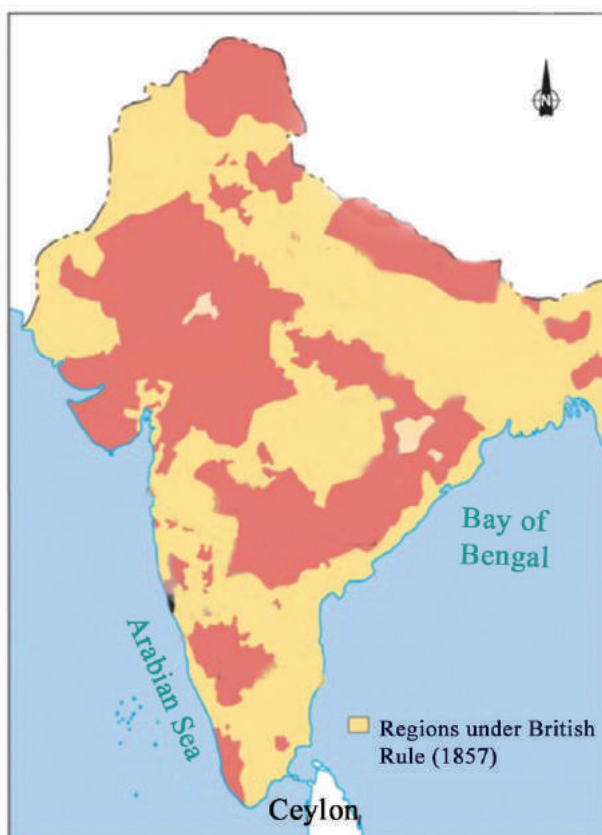 N
Bay of
Bengal
Arabian Sea
Regions under British
Rule (1857)
Ceylon